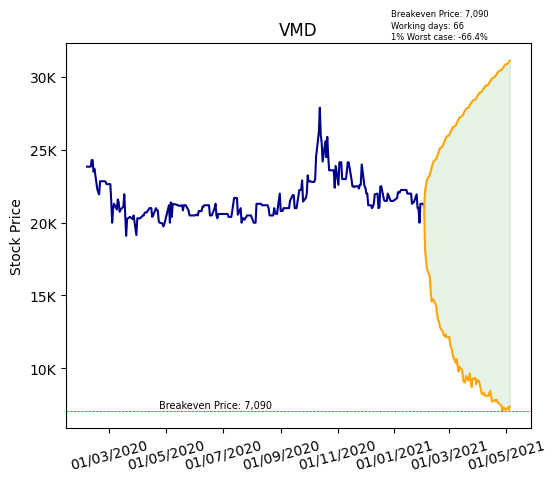 Breakeven Price: 7,090
Working days: 66
1% Worst case: -66.4%
VMD
Stock Price
30K
25K
20K
15K
10K
Breakeven Price: 7,090
01/03/2020
01/05/2020
01/07/2020
01/09/2020
01/11/2020
01/01/2021
01/03/2021
01/05/2021